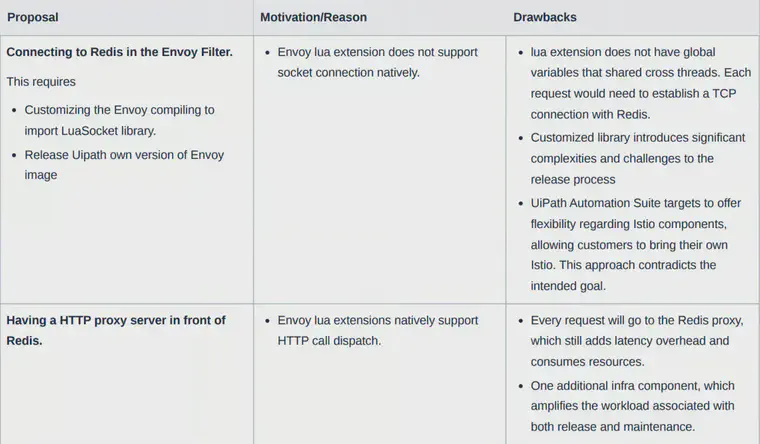 Proposal
Motivation/Reason
Drawbacks
Connecting to Redis in the Envoy Filter.
This requires
• Customizing the Envoy compiling to
import LuaSocket library.
• Release Uipath own version of Envoy
image
• Envoy lua extension does not support
socket connection natively.
• lua extension does not have global
variables that shared cross threads. Each
request would need to establish a TCP
connection with Redis.
• Customized library introduces significant
complexities and challenges to the
release process
• UiPath Automation Suite targets to offer
flexibility regarding Istio components,
allowing customers to bring their own
Istio. This approach contradicts the
intended goal.
Having a HTTP proxy server in front of
Redis.
• Envoy lua extensions natively support
HTTP call dispatch.
• Every request will go to the Redis proxy,
which still adds latency overhead and
consumes resources.
• One additional infra component, which
amplifies the workload associated with
both release and maintenance.